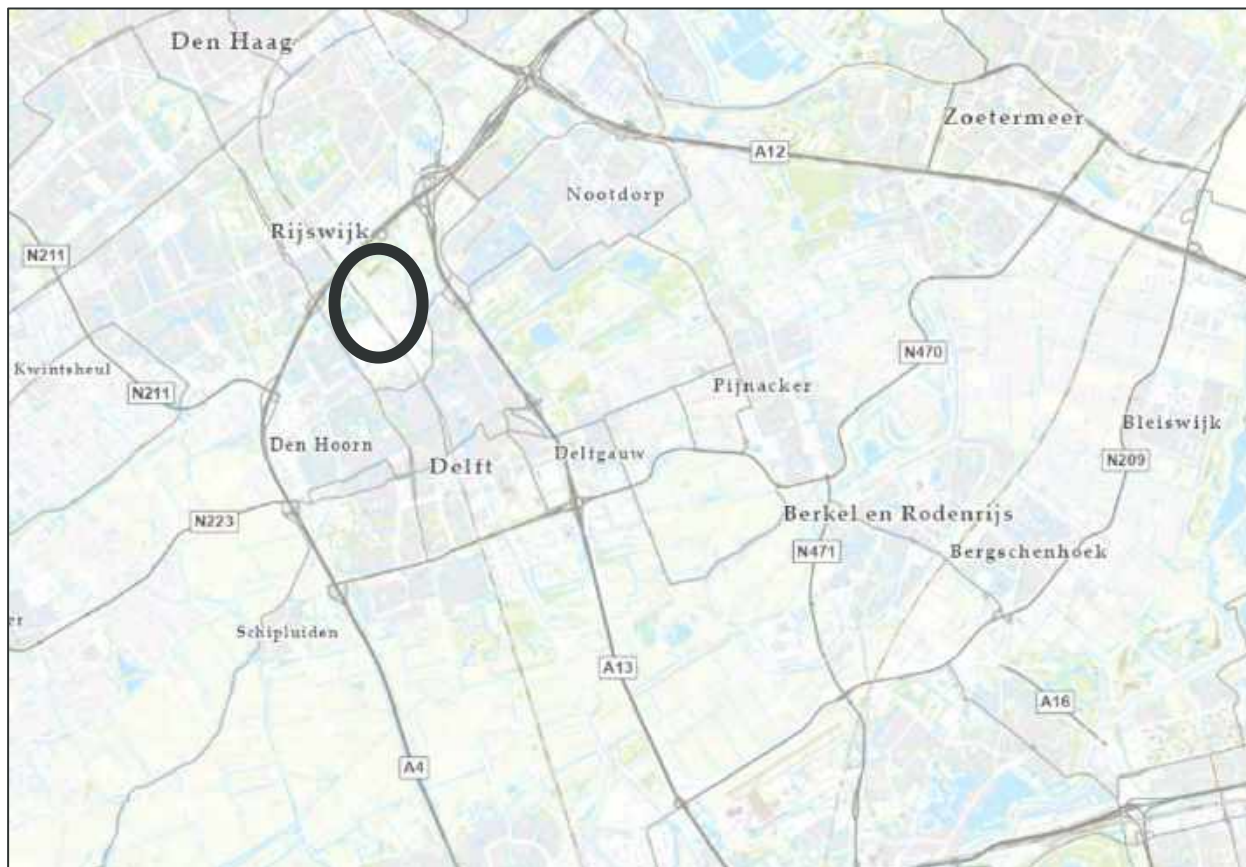 Den Haag
Zoetermeer
A12
Nootdorp
Rijswijk
N211
N470
Kwintsheul
Pijnacker
N211
Bleiswijk
Den Hoorn
Delfgauw
Delft
N209
Berkel en Rodenrijs
N223
N471
Bergschenhoek
er
Schipluiden
A13
A16
A4